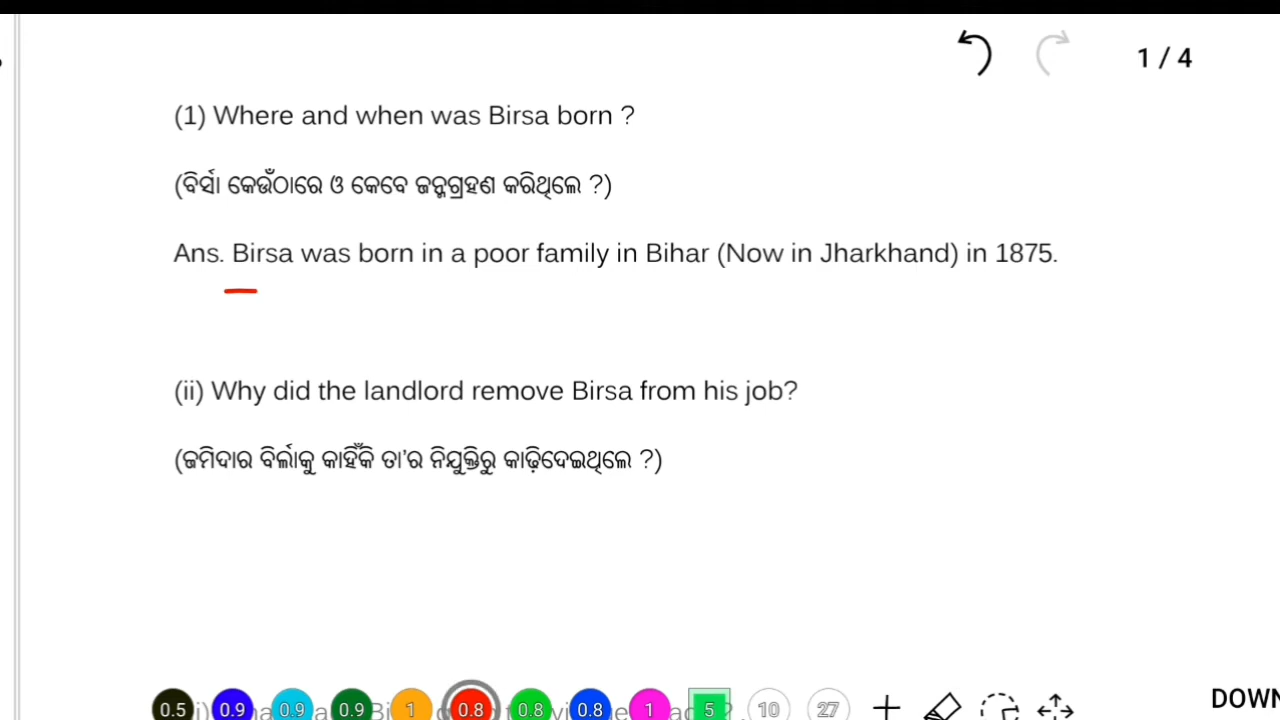 1 / 4
(1) Where and when was Birsa born ?
(ବିର୍ସା କେଉଁଠାରେ ଓ କେବେ ଜନ୍ମଗ୍ରହଣ କରିଥିଲେ ?)
Ans. Birsa was born in a poor family in Bihar (Now in Jharkhand) in 1875.
(ii) Why did the landlord remove Birsa from his job?
(ଜମିଦାର ବିର୍ଲାକୁ କାହିଁକି ତା'ର ନିଯୁକ୍ତିରୁ କାଢ଼ିଦେଇଥିଲେ ?)
0.5 0.9 0.9 0.9 1 0.8 0.8 0.8 1 5 10 27
DOWN